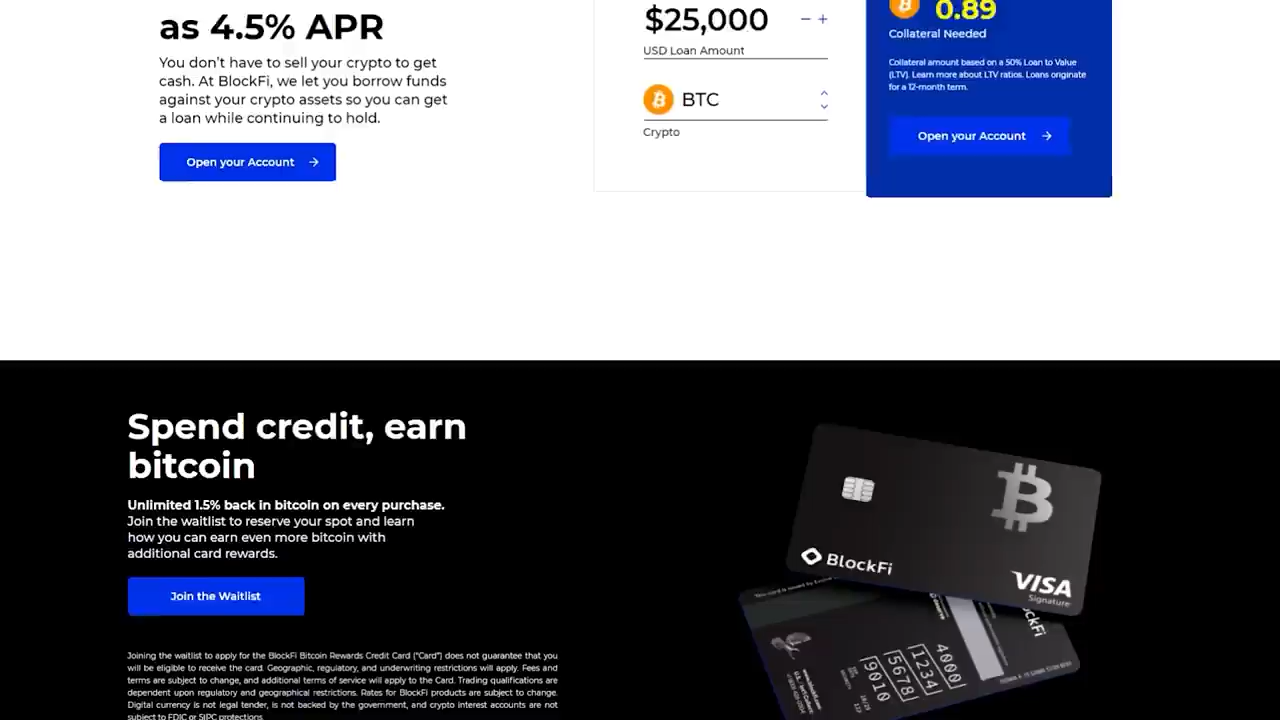 as 4.5% APR
You don't have to sell your crypto to get
cash. At BlockFi, we let you borrow funds
against your crypto assets so you can get
a loan while continuing to hold.
Open your Account →
$25,000 − +
USD Loan Amount
BTC
Crypto
0.89
Collateral Needed
Collateral amount based on a 50% Loan to Value
(LTV). Learn more about LTV ratios. Loans originate
for a 12-month term.
Open your Account →
Spend credit, earn
bitcoin
Unlimited 1.5% back in bitcoin on every purchase.
Join the waitlist to reserve your spot and learn
how you can earn even more bitcoin with
additional card rewards.
Join the Waitlist
Joining the waitlist to apply for the BlockFi Bitcoin Rewards Credit Card ("Card") does not guarantee that you
will be eligible to receive the card. Geographic, regulatory, and underwriting restrictions will apply. Fees and
terms are subject to change, and additional terms of service will apply to the Card. Trading qualifications are
dependent upon regulatory and geographical restrictions. Rates for BlockFi products are subject to change.
Digital currency is not legal tender, is not backed by the government, and crypto interest accounts are not
subject to FDIC or SIPC protections.
BlockFi
VISA
Signature
ockFi
4000
1234
5678
9010